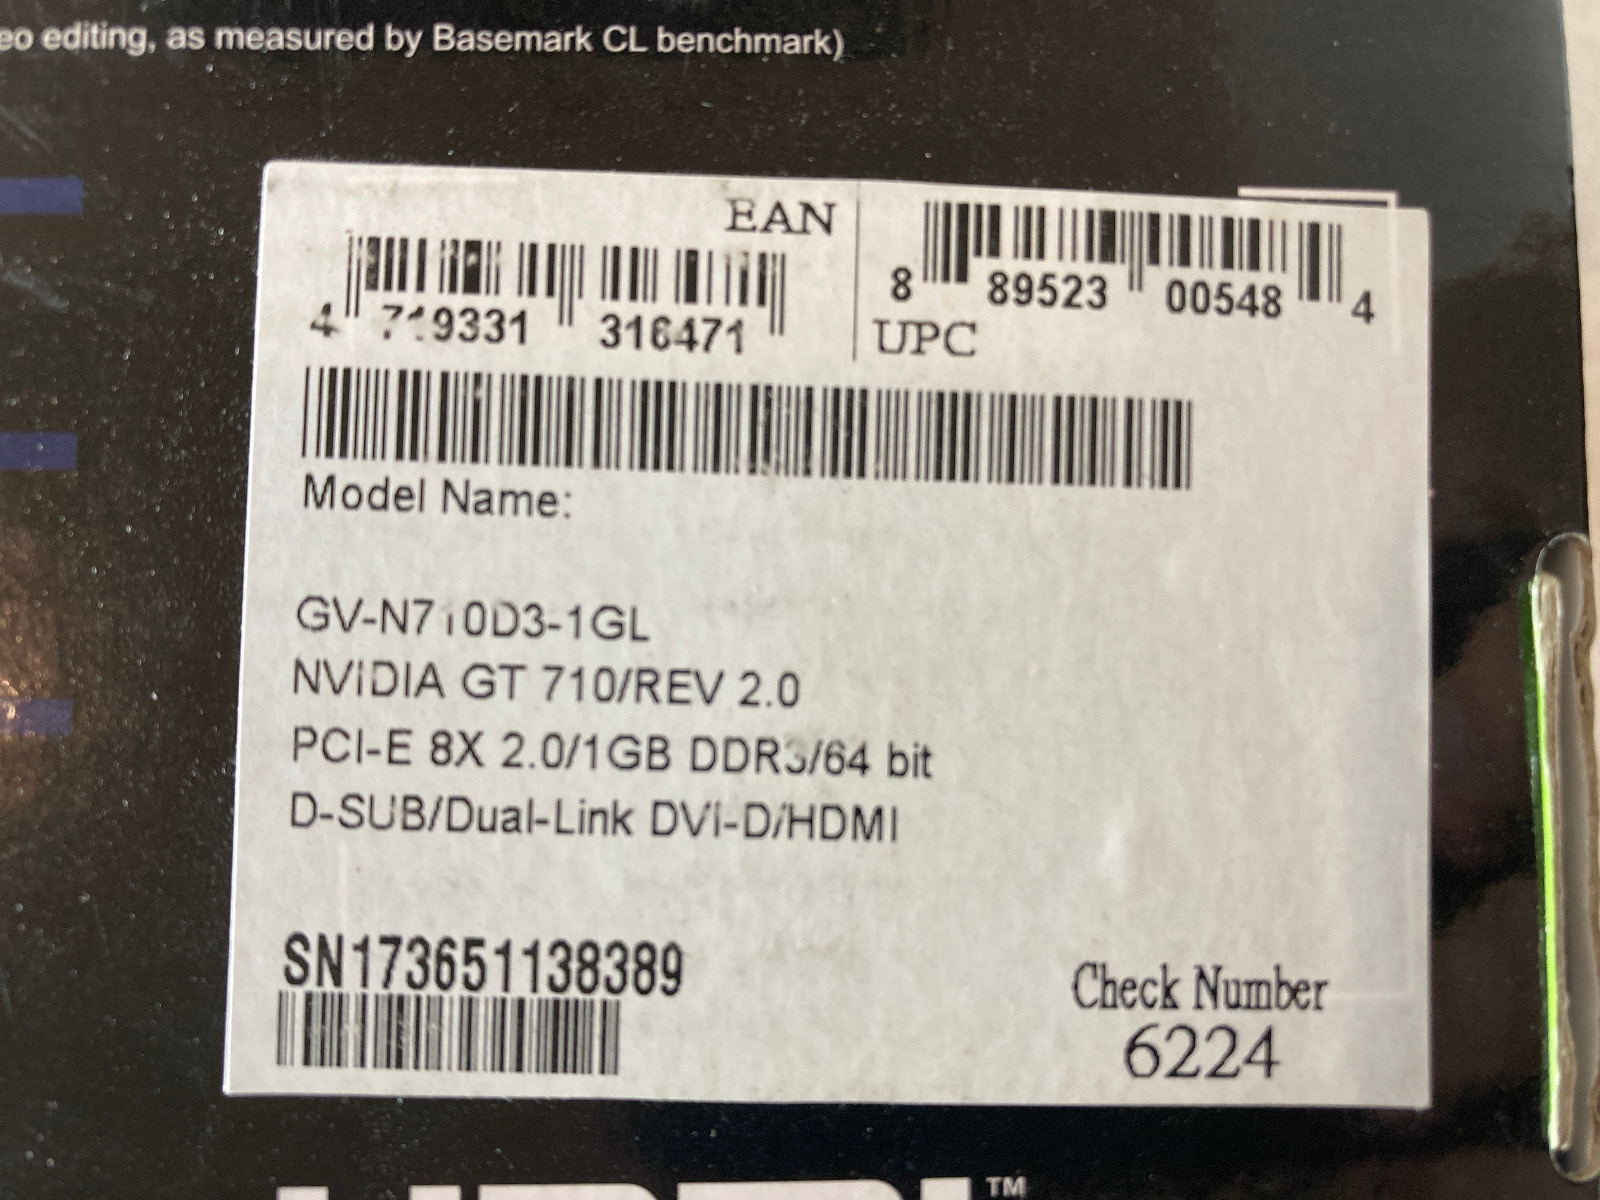 eo editing, as measured by Basemark CL benchmark)
EAN
4 719331 316471
8 89523 00548 4
UPC
Model Name:
GV-N710D3-1GL
NVIDIA GT 710/REV 2.0
PCI-E 8X 2.0/1GB DDR3/64 bit
D-SUB/Dual-Link DVI-D/HDMI
SN173651138389
Check Number
6224
TM